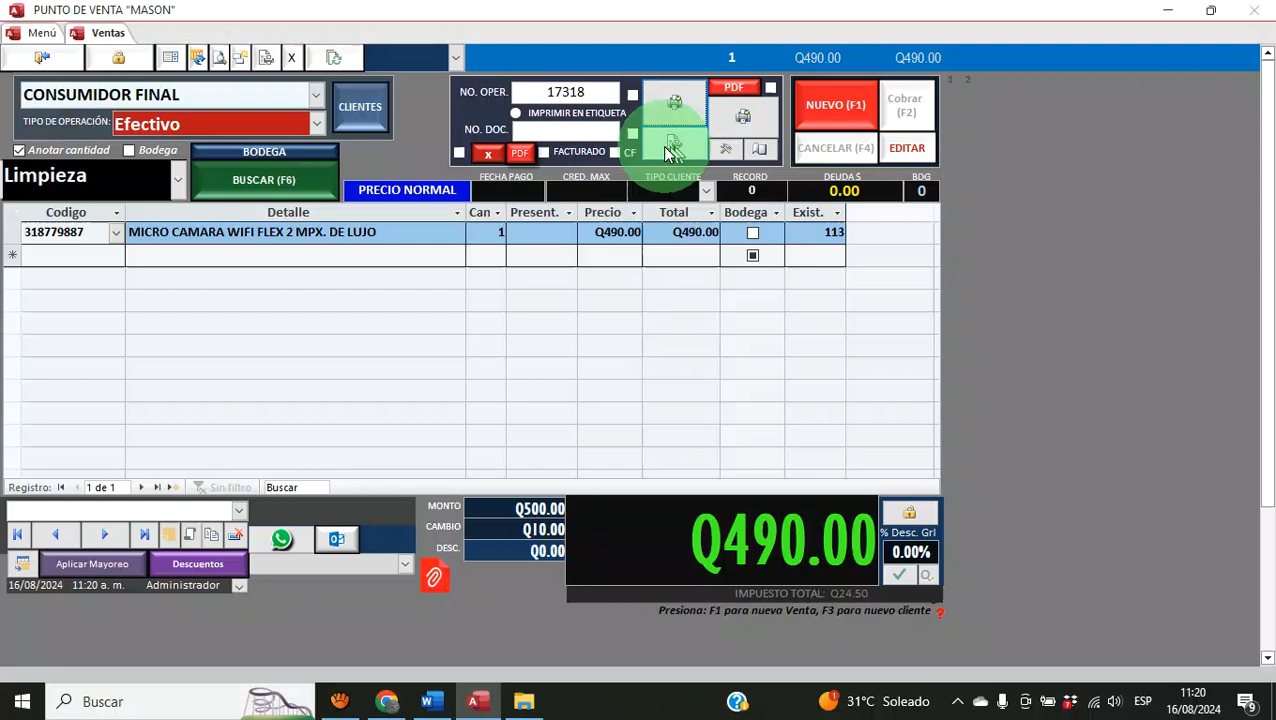 PUNTO DE VENTA "MASON"
Menú
Ventas
X
1
Q490.00
Q490.00
CONSUMIDOR FINAL
CLIENTES
TIPO DE OPERACIÓN:
Efectivo
Anotar cantidad
Bodega
BODEGA
Limpieza
BUSCAR (F6)
NO. OPER.
17318
IMPRIMIR EN ETIQUETA
NO. DOC.
x
PDF
FACTURADO
CF
PDF
NUEVO (F1)
Cobrar
(F2)
CANCELAR (F4)
EDITAR
1 2
PRECIO NORMAL
FECHA PAGO
CRED. MAX
TIPO CLIENTE
RECORD
DEUDA $
BDG
0
0.00
0
Codigo
Detalle
Can
Present.
Precio
Total
Bodega
Exist.
318779887
MICRO CAMARA WIFI FLEX 2 MPX. DE LUJO
1
Q490.00
Q490.00
113
Registro:
1 de 1
Sin filtro
Buscar
MONTO
Q500.00
CAMBIO
Q10.00
DESC.
Q0.00
Q490.00
% Desc. Grl
0.00%
Aplicar Mayoreo
Descuentos
16/08/2024
11:20 a. m.
Administrador
IMPUESTO TOTAL: Q24.50
Presiona: F1 para nueva Venta, F3 para nuevo cliente
?
Buscar
31°C Soleado
ESP
11:20
16/08/2024
9